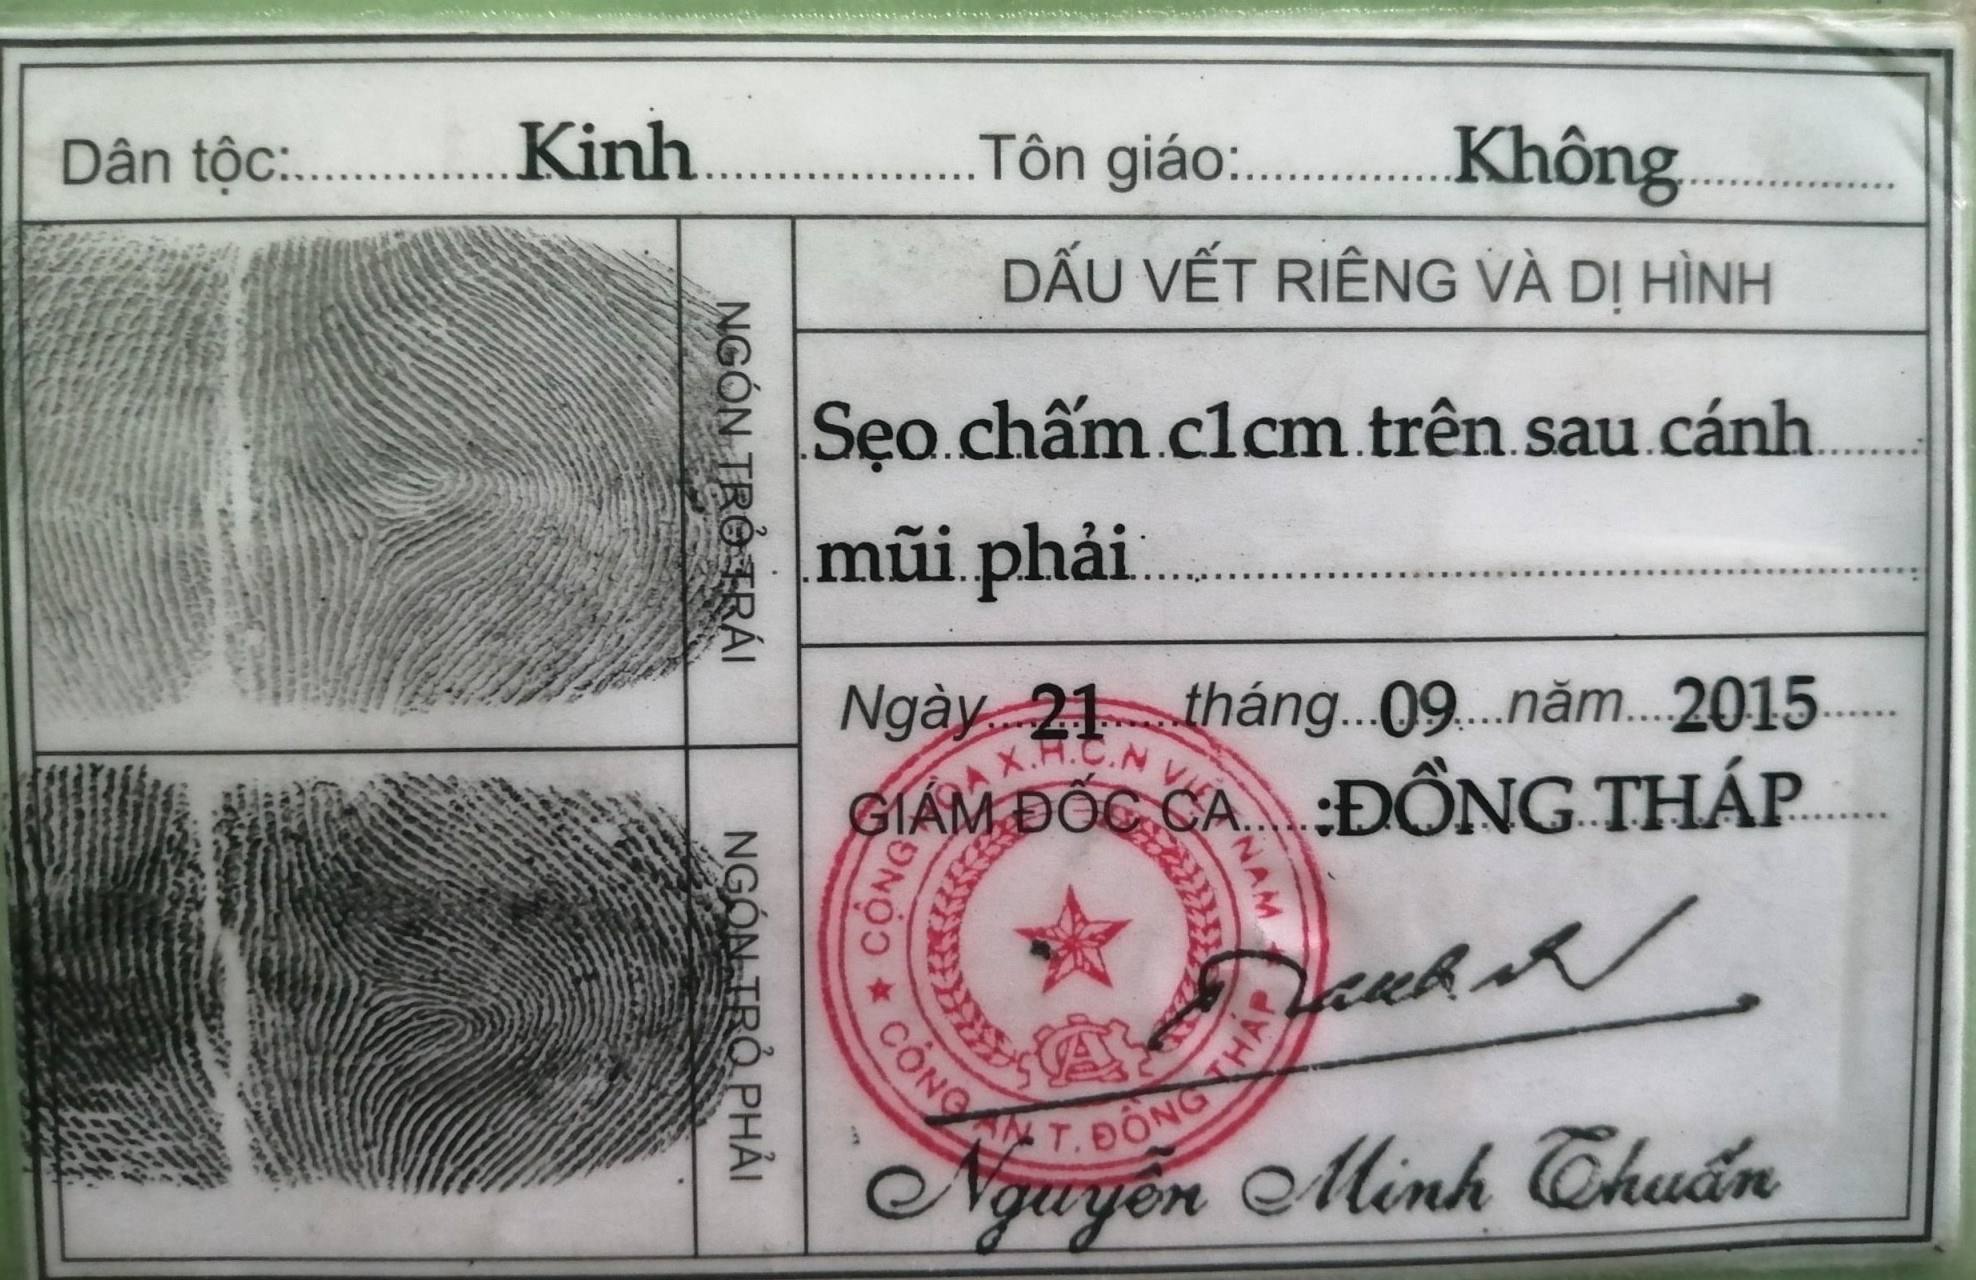 Dân tộc: Kinh Tôn giáo: Không
NGÓN TRỎ TRÁI
DẤU VẾT RIÊNG VÀ DỊ HÌNH
Sẹo chấm c1cm trên sau cánh
mũi phải
Ngày 21 tháng 09 năm 2015
GIÁM ĐỐC CA :ĐỒNG THÁP
NGÓN TRỎ PHẢI
CỘNG HÒA X.H.C.N VIỆT NAM
CÔNG AN T. ĐỒNG THÁP
CA
Nguyễn Minh Thuấn